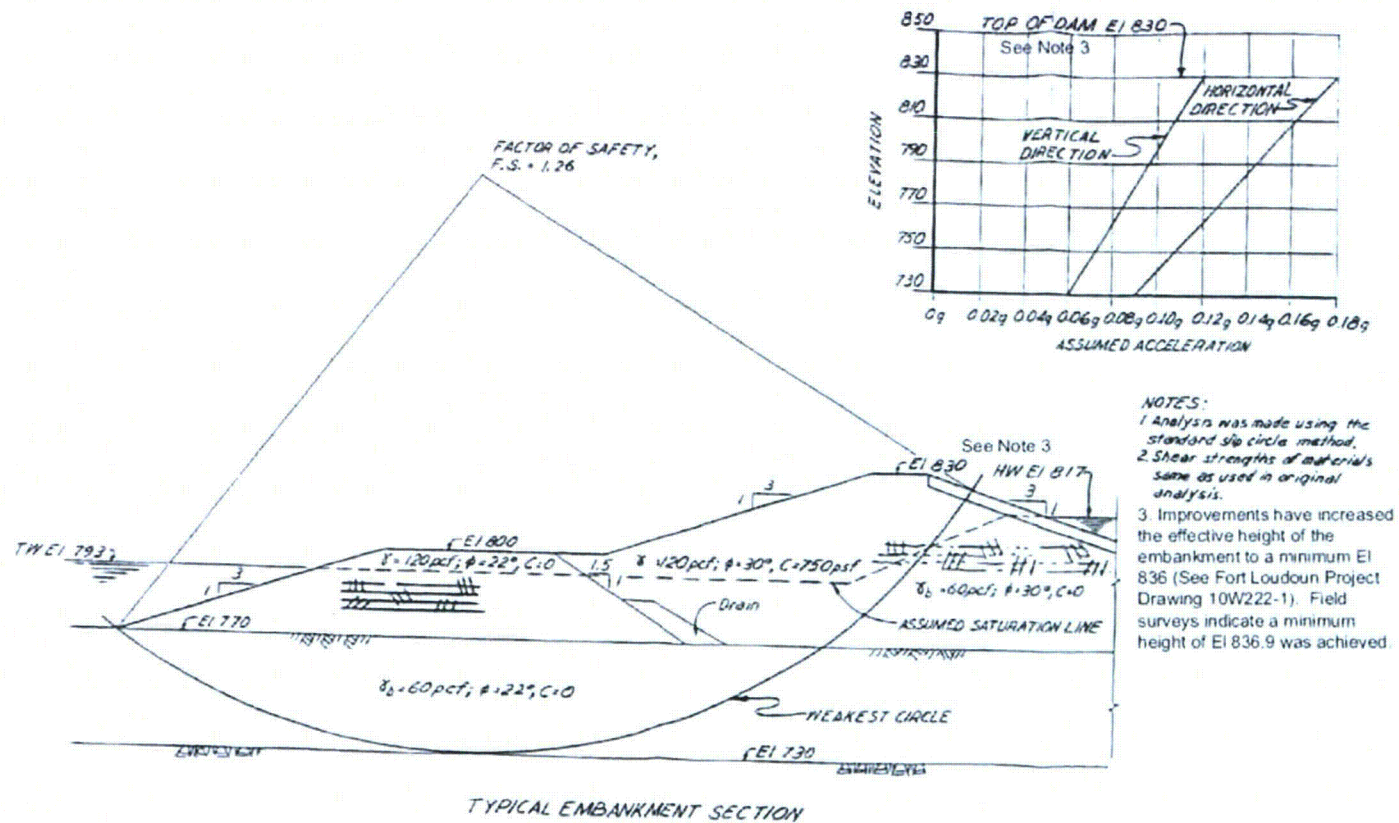 850
TOP OF DAM El 830
See Note 3
830
HORIZONTAL
DIRECTION
810
VERTICAL
DIRECTION
790
ELEVATION
770
750
730
0g 0.02g 0.04g 0.06g 0.08g 0.10g 0.12g 0.14g 0.16g 0.18g
ASSUMED ACCELERATION
FACTOR OF SAFETY,
F.S. = 1.26
NOTES:
1 Analysis was made using the
standard slip circle method.
2. Shear strengths of materials
same as used in original
analysis.
3. Improvements have increased
the effective height of the
embankment to a minimum El
836 (See Fort Loudoun Project
Drawing 10W222-1). Field
surveys indicate a minimum
height of El 836.9 was achieved.
See Note 3
El 830
HW El 817
3
1
3
1
TW El 793
El 800
3
1
γ = 120 pcf; φ = 22°, C=0
1.5
1
γ = 120 pcf; φ = 30°, C = 750 psf
γb = 60 pcf; φ = 30°, C=0
Drain
ASSUMED SATURATION LINE
El 770
γb = 60 pcf; φ = 22°, C=0
WEAKEST CIRCLE
El 730
TYPICAL EMBANKMENT SECTION